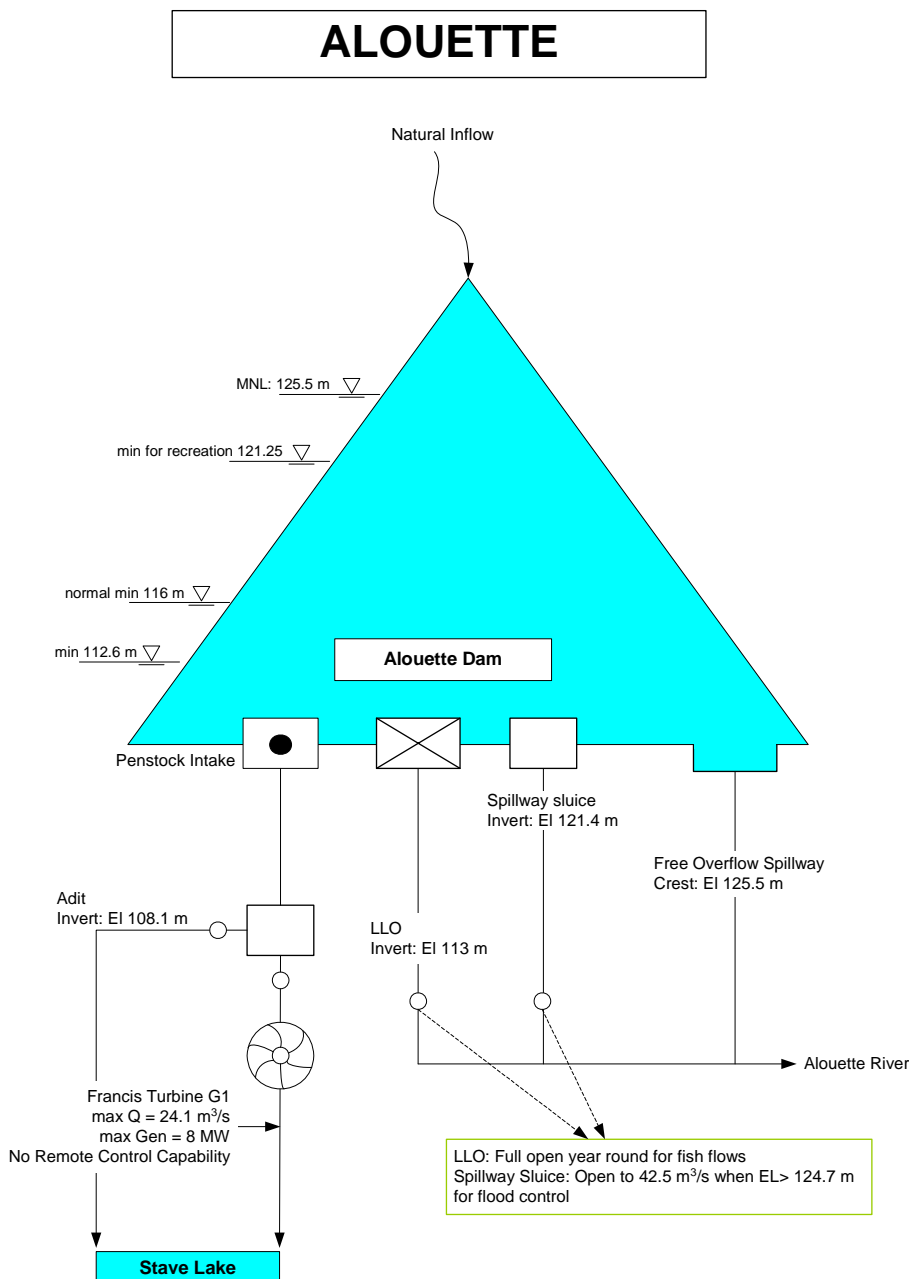 ALOUETTE
Natural Inflow
MNL: 125.5 m
min for recreation 121.25
normal min 116 m
min 112.6 m
Alouette Dam
Penstock Intake
Spillway sluice
Invert: El 121.4 m
Free Overflow Spillway
Crest: El 125.5 m
Adit
Invert: El 108.1 m
LLO
Invert: El 113 m
Alouette River
Francis Turbine G1
max Q = 24.1 m³/s
max Gen = 8 MW
No Remote Control Capability
LLO: Full open year round for fish flows
Spillway Sluice: Open to 42.5 m³/s when EL> 124.7 m
for flood control
Stave Lake